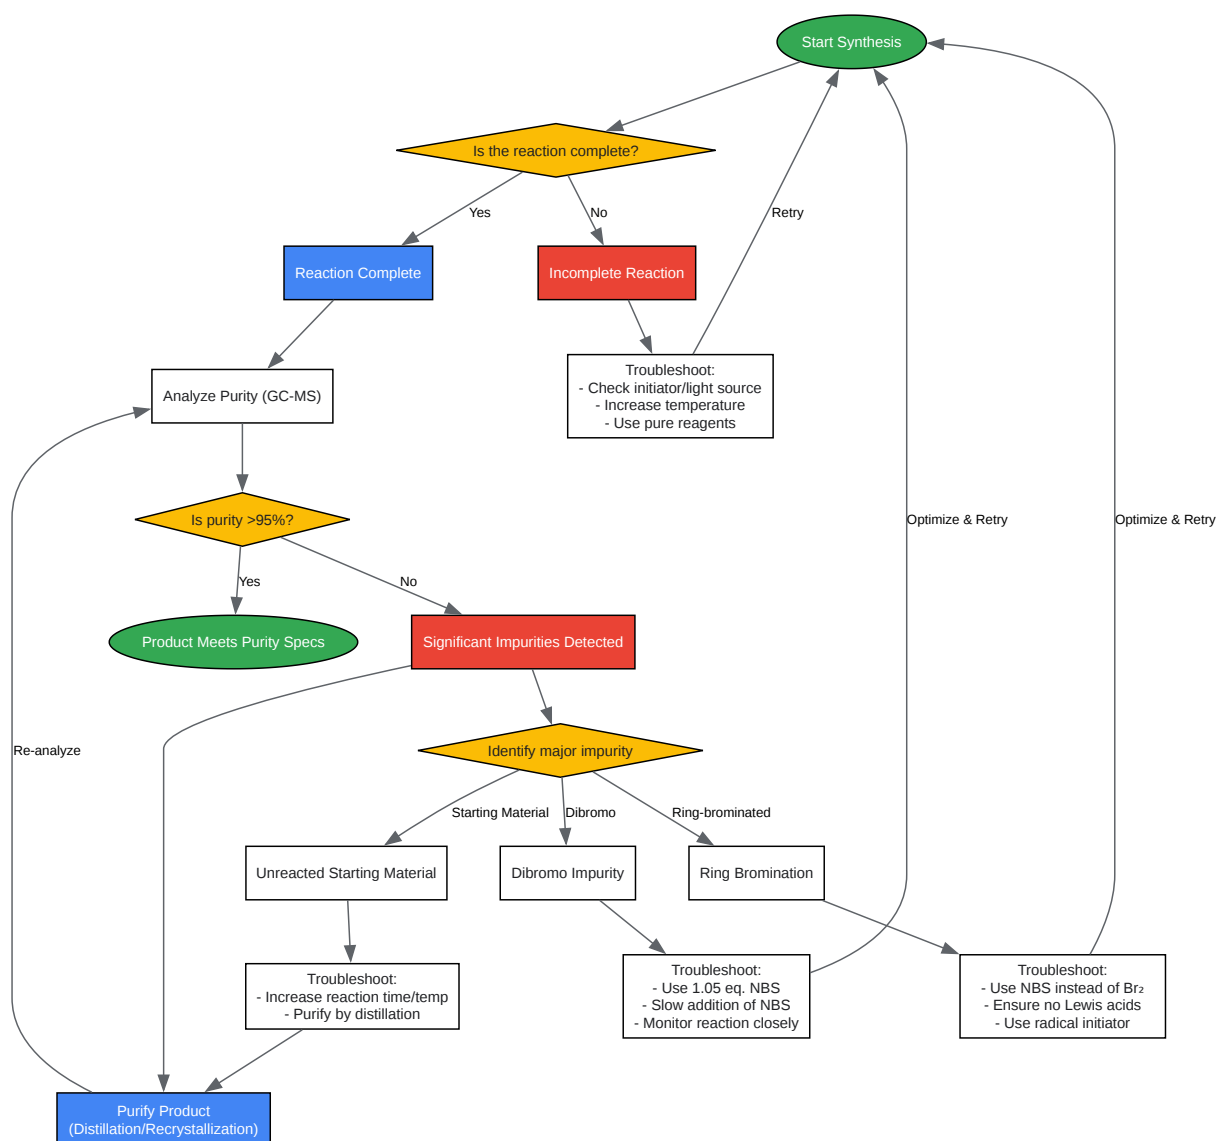 Start Synthesis
Is the reaction complete?
Yes
No
Retry
Reaction Complete
Incomplete Reaction
Troubleshoot:
- Check initiator/light source
- Increase temperature
- Use pure reagents
Analyze Purity (GC-MS)
Is purity >95%?
Optimize & Retry
Optimize & Retry
Yes
No
Product Meets Purity Specs
Significant Impurities Detected
Re-analyze
Identify major impurity
Starting Material
Dibromo
Ring-brominated
Unreacted Starting Material
Dibromo Impurity
Ring Bromination
Troubleshoot:
- Increase reaction time/temp
- Purify by distillation
Troubleshoot:
- Use 1.05 eq. NBS
- Slow addition of NBS
- Monitor reaction closely
Troubleshoot:
- Use NBS instead of Br₂
- Ensure no Lewis acids
- Use radical initiator
Purify Product
(Distillation/Recrystallization)